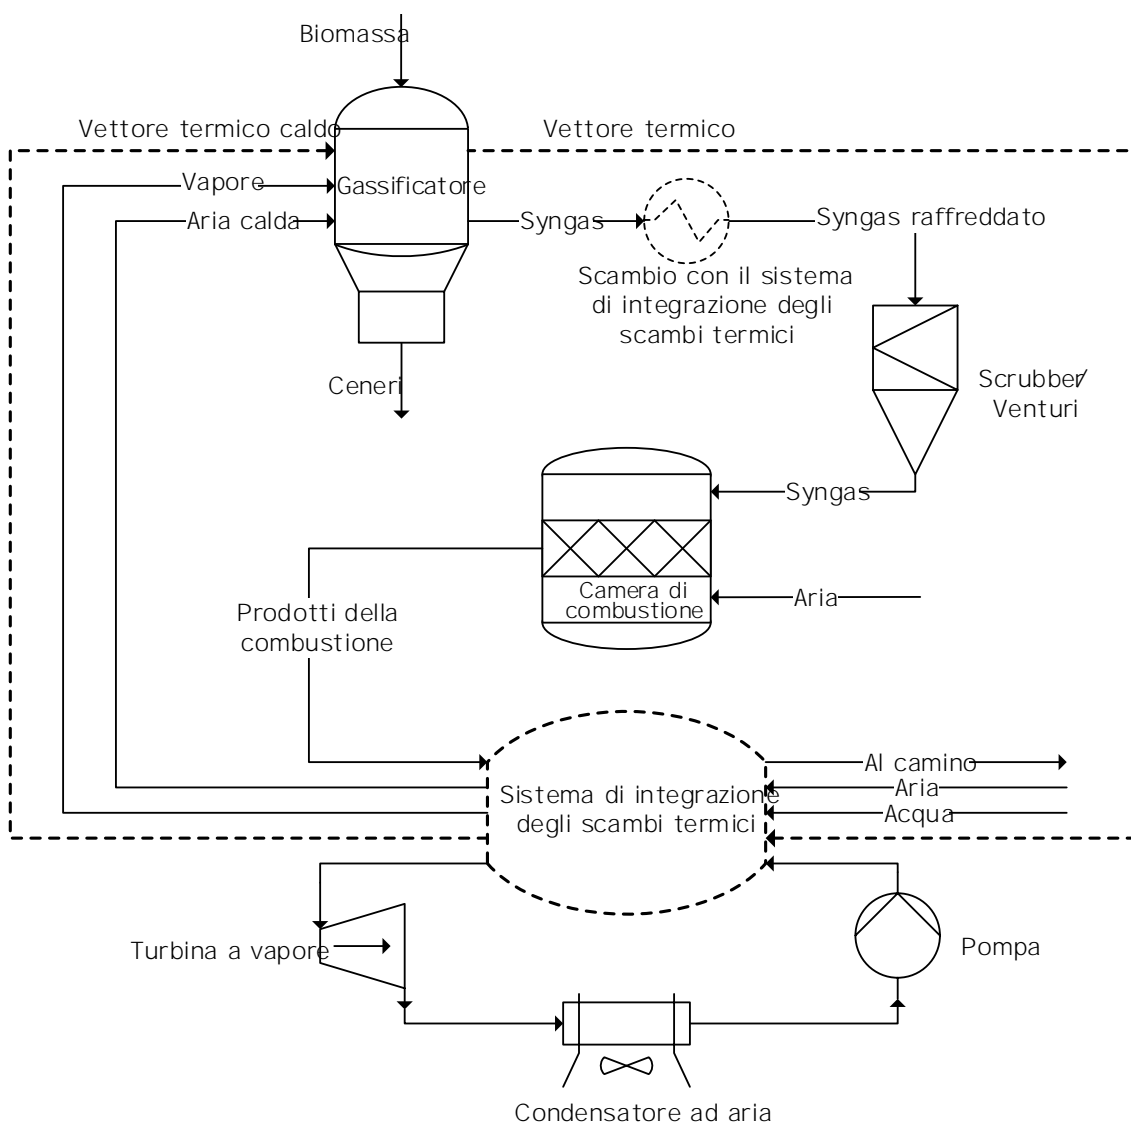 Biomassa
Vettore termico caldo
Vettore termico
Vapore
Gassificatore
Aria calda
Syngas
Syngas raffreddato
Scambio con il sistema
di integrazione degli
scambi termici
Ceneri
Scrubber/
Venturi
Syngas
Camera di
combustione
Aria
Prodotti della
combustione
Al camino
Sistema di integrazione
degli scambi termici
Aria
Acqua
Turbina a vapore
Pompa
Condensatore ad aria